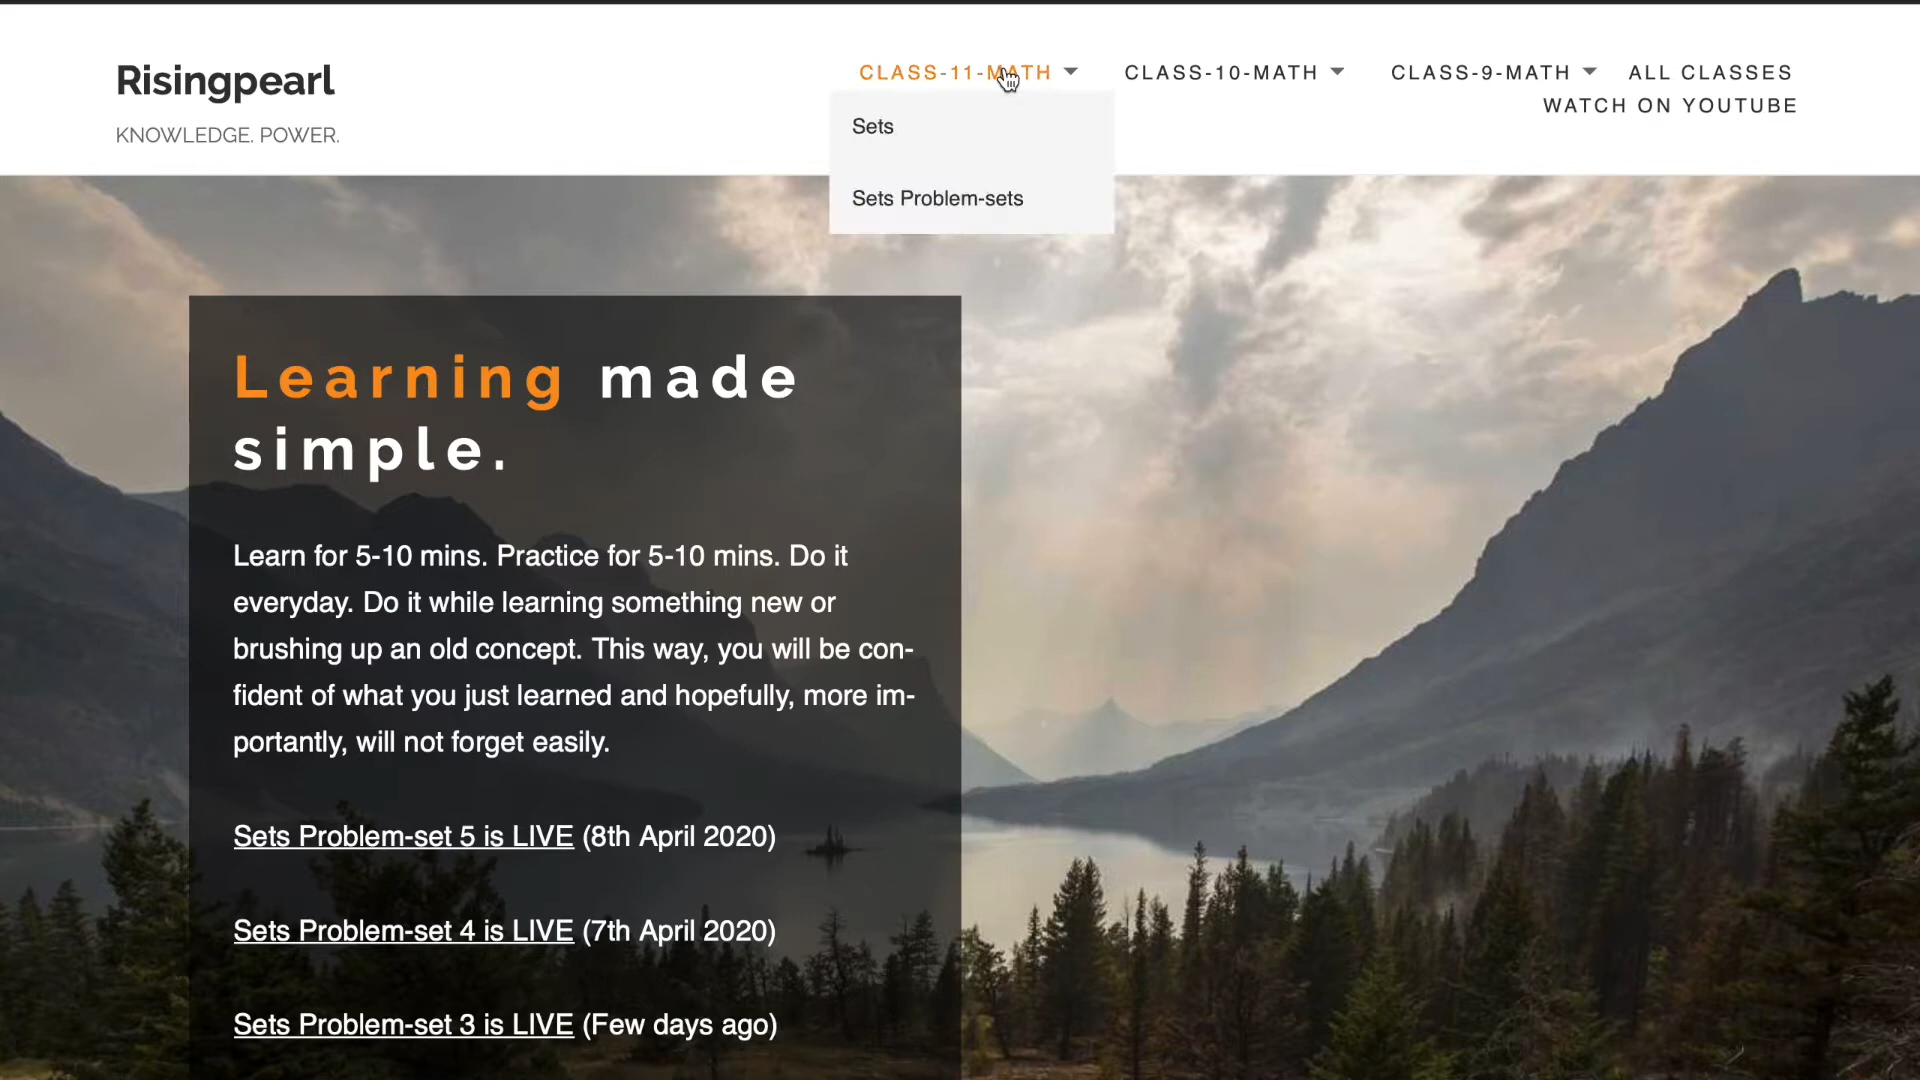 Risingpearl
KNOWLEDGE. POWER.
CLASS-11-MATH
CLASS-10-MATH
CLASS-9-MATH
ALL CLASSES
WATCH ON YOUTUBE
Sets
Sets Problem-sets
Learning made
simple.
Learn for 5-10 mins. Practice for 5-10 mins. Do it
everyday. Do it while learning something new or
brushing up an old concept. This way, you will be con-
fident of what you just learned and hopefully, more im-
portantly, will not forget easily.
Sets Problem-set 5 is LIVE (8th April 2020)
Sets Problem-set 4 is LIVE (7th April 2020)
Sets Problem-set 3 is LIVE (Few days ago)